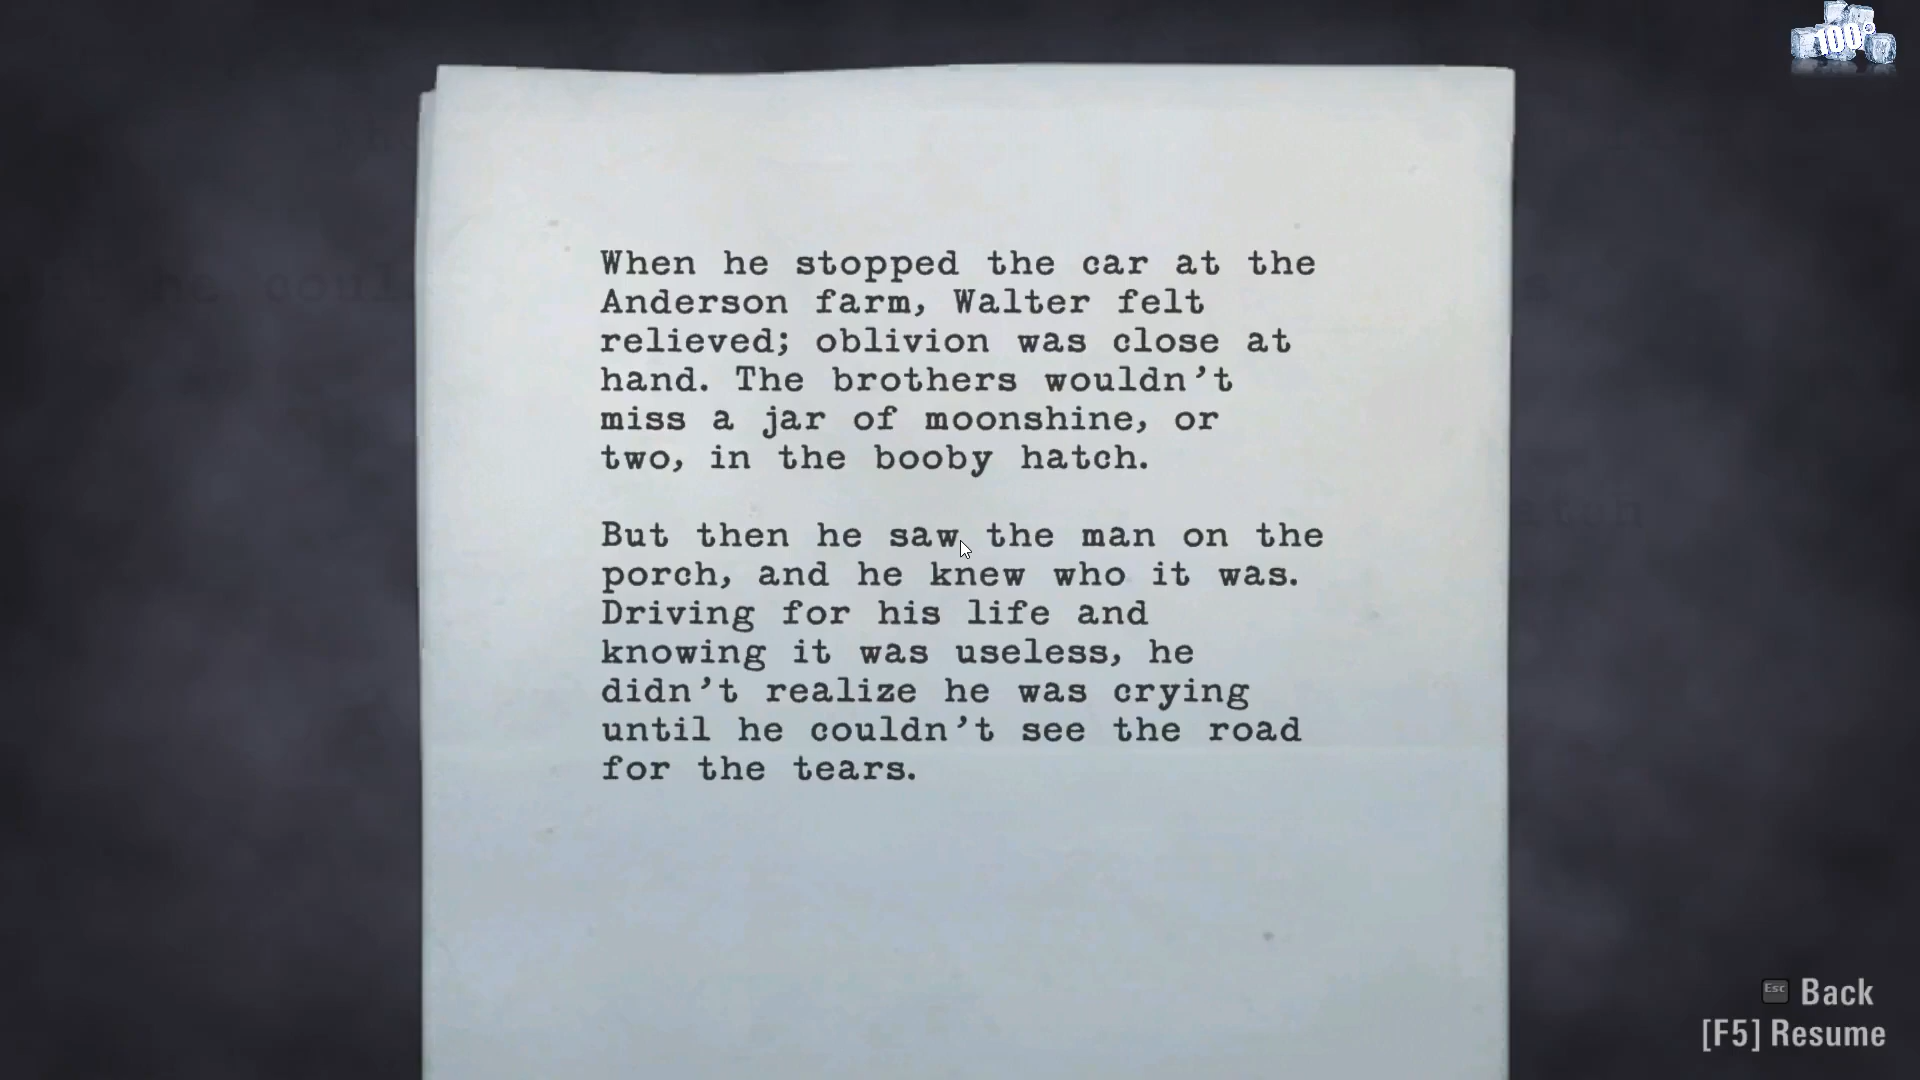 100%
When he stopped the car at the
Anderson farm, Walter felt
relieved; oblivion was close at
hand. The brothers wouldn’t
miss a jar of moonshine, or
two, in the booby hatch.
But then he saw the man on the
porch, and he knew who it was.
Driving for his life and
knowing it was useless, he
didn’t realize he was crying
until he couldn’t see the road
for the tears.
Esc Back
[F5] Resume